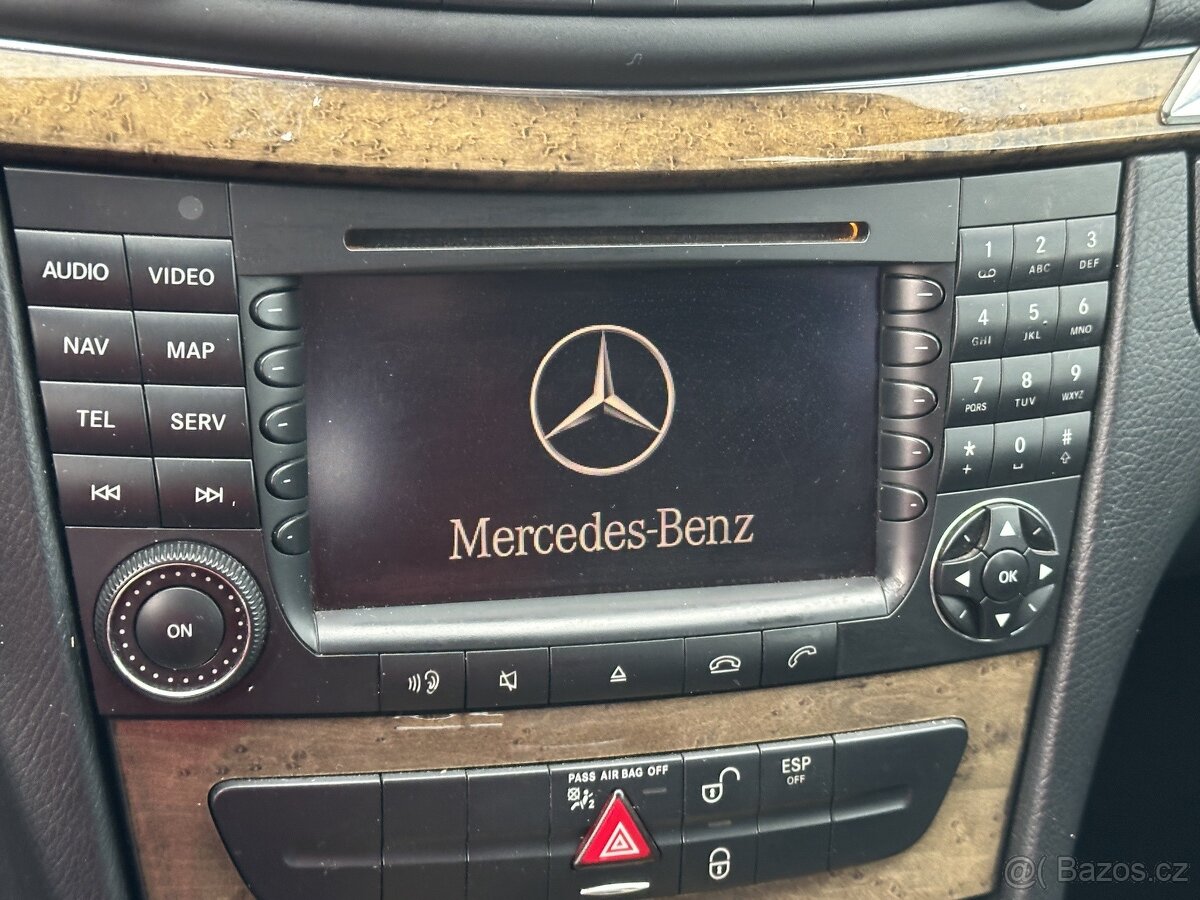 AUDIO VIDEO
NAV MAP
TEL SERV
ON
Mercedes-Benz
1 2 ABC 3 DEF
4 GHI 5 JKL 6 MNO
7 PQRS 8 TUV 9 WXYZ
* + 0 #
OK
PASS AIR BAG OFF
2
ESP
OFF
@( Bazos.cz